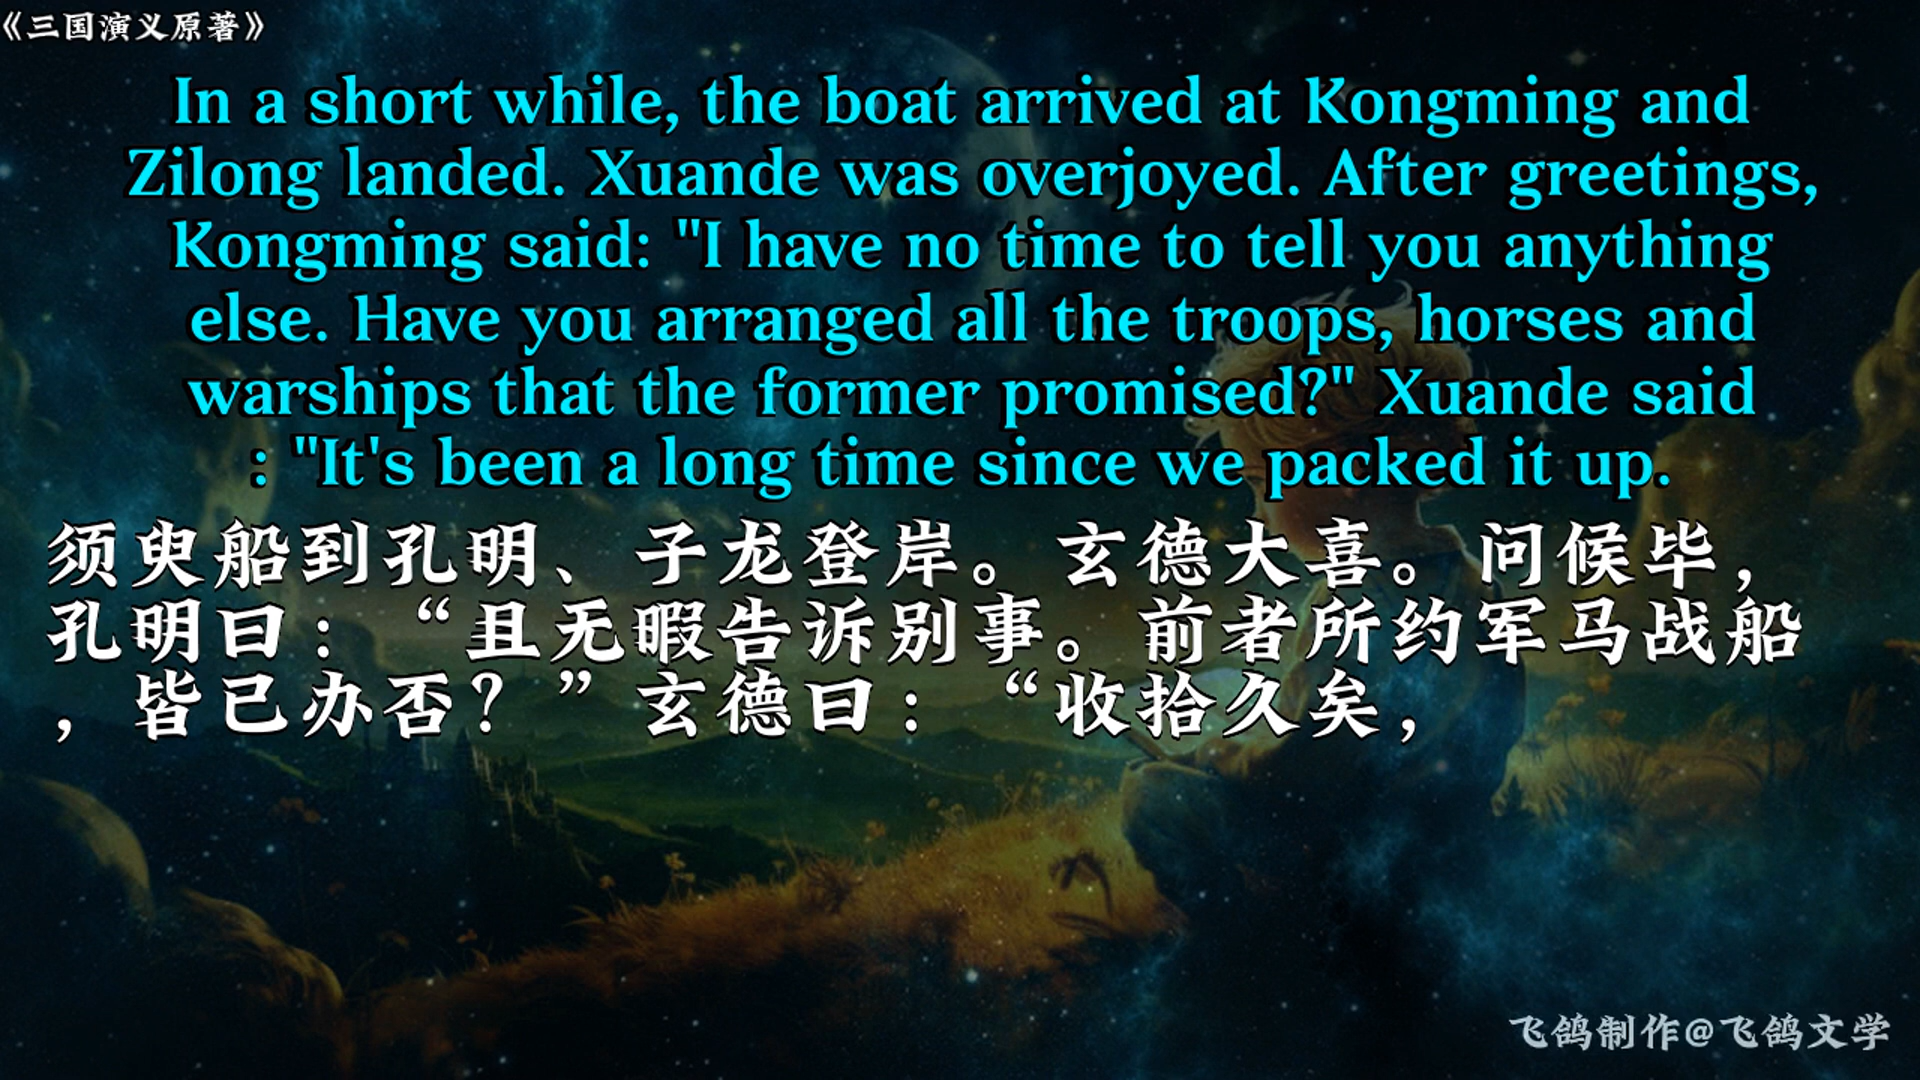 《三国演义原著》
In a short while, the boat arrived at Kongming and
Zilong landed. Xuande was overjoyed. After greetings,
Kongming said: "I have no time to tell you anything
else. Have you arranged all the troops, horses and
warships that the former promised?" Xuande said
: "It's been a long time since we packed it up.
须臾船到孔明、子龙登岸。玄德大喜。问候毕，
孔明曰：“且无暇告诉别事。前者所约军马战船
，皆已办否？”玄德曰：“收拾久矣，
飞鸽制作@飞鸽文学